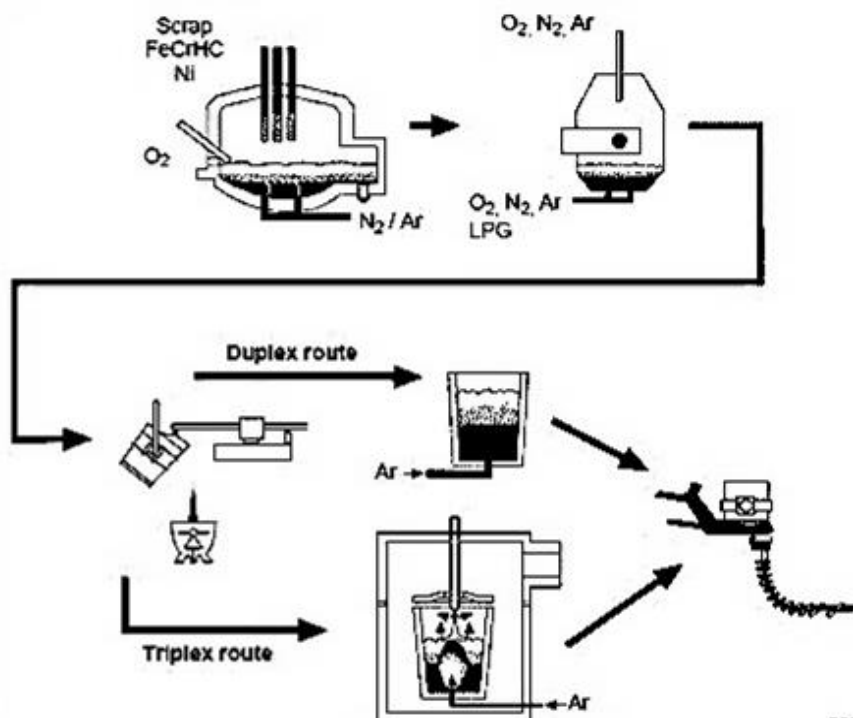 Scrap
FeCrHC
Ni
O₂
N₂ / Ar
O₂, N₂, Ar
O₂, N₂, Ar
LPG
Duplex route
Ar
Triplex route
Ar